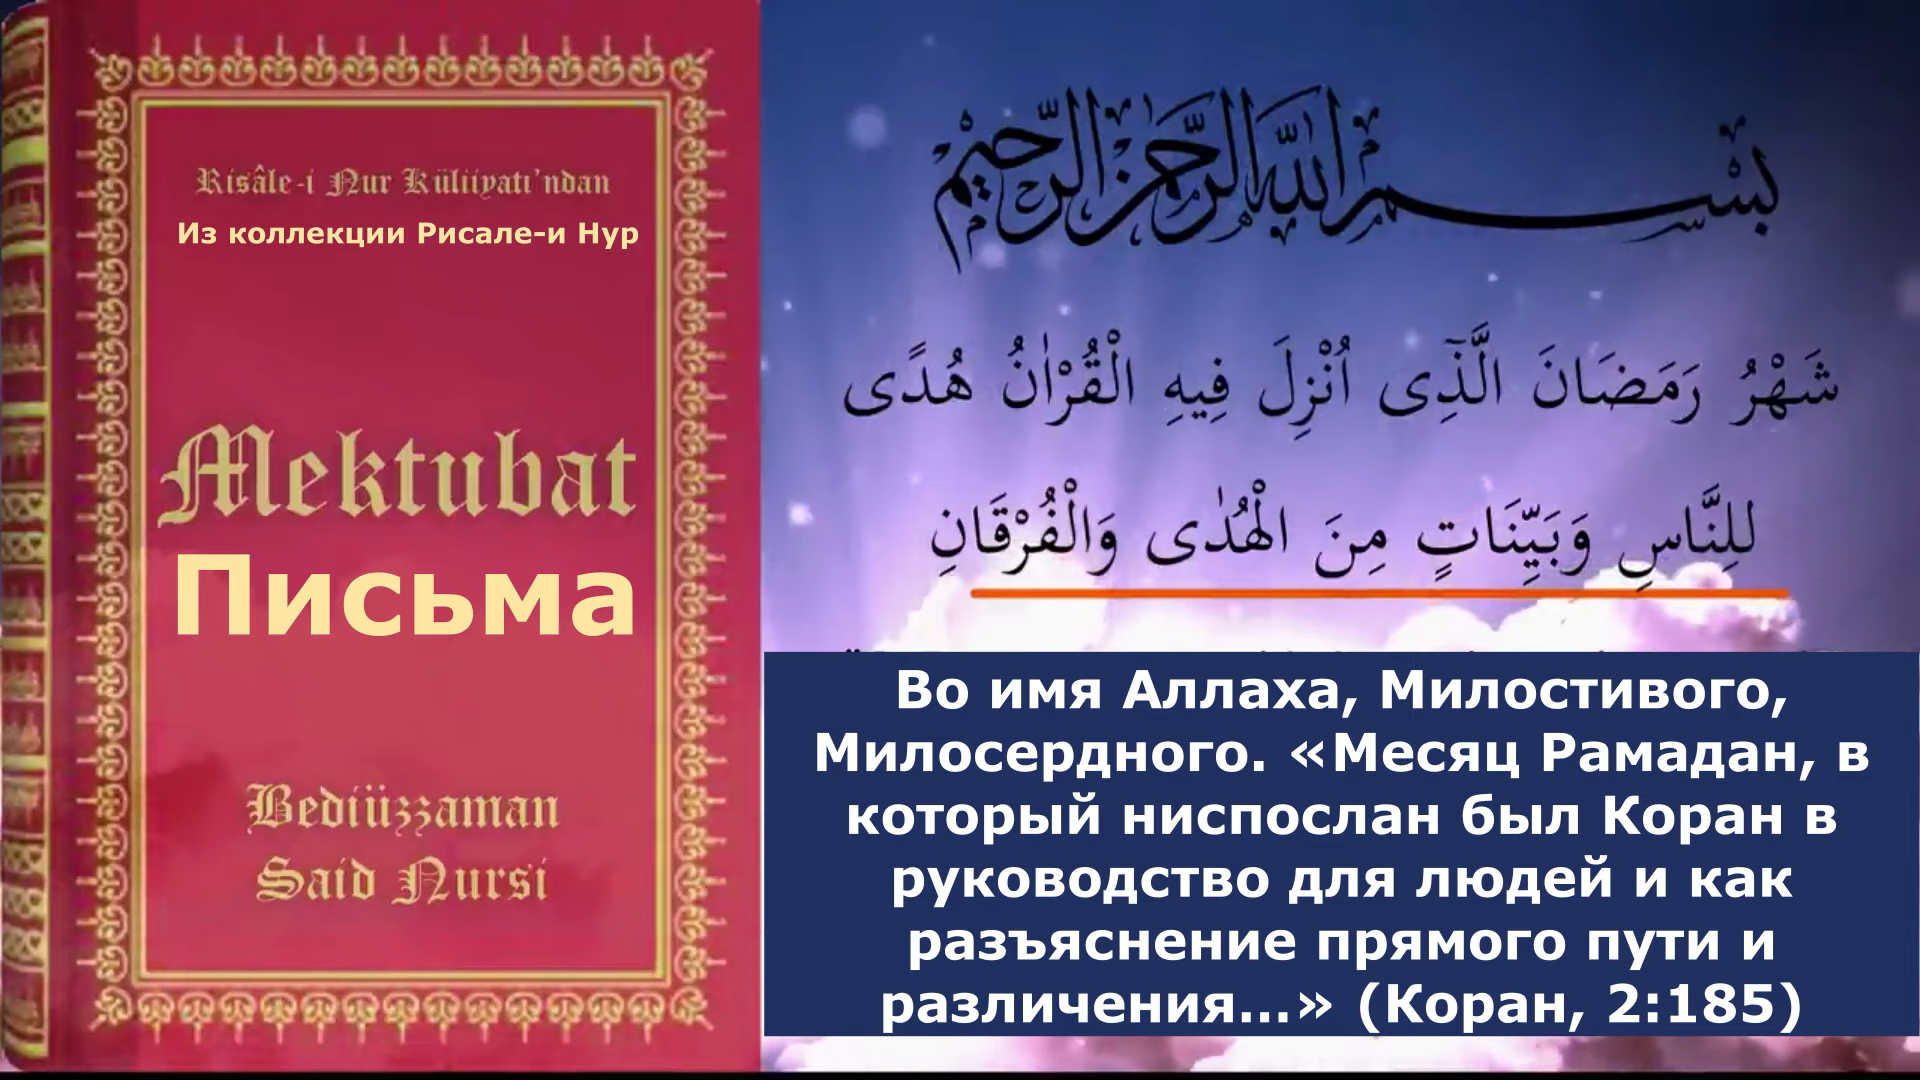 Risâle-i Nur Küliiyatı’ndan
Из коллекции Рисале-и Нур
Mektubat
Письма
Bediüzzaman
Said Nursi
بِسْمِ اللهِ الرَّحْمٰنِ الرَّحِيمِ
شَهْرُ رَمَضَانَ الَّذِٓى اُنْزِلَ فِيهِ الْقُرْاٰنُ هُدًى
لِلنَّاسِ وَبَيِّنَاتٍ مِنَ الْهُدٰى وَالْفُرْقَانِ
Во имя Аллаха, Милостивого,
Милосердного. «Месяц Рамадан, в
который ниспослан был Коран в
руководство для людей и как
разъяснение прямого пути и
различения…» (Коран, 2:185)